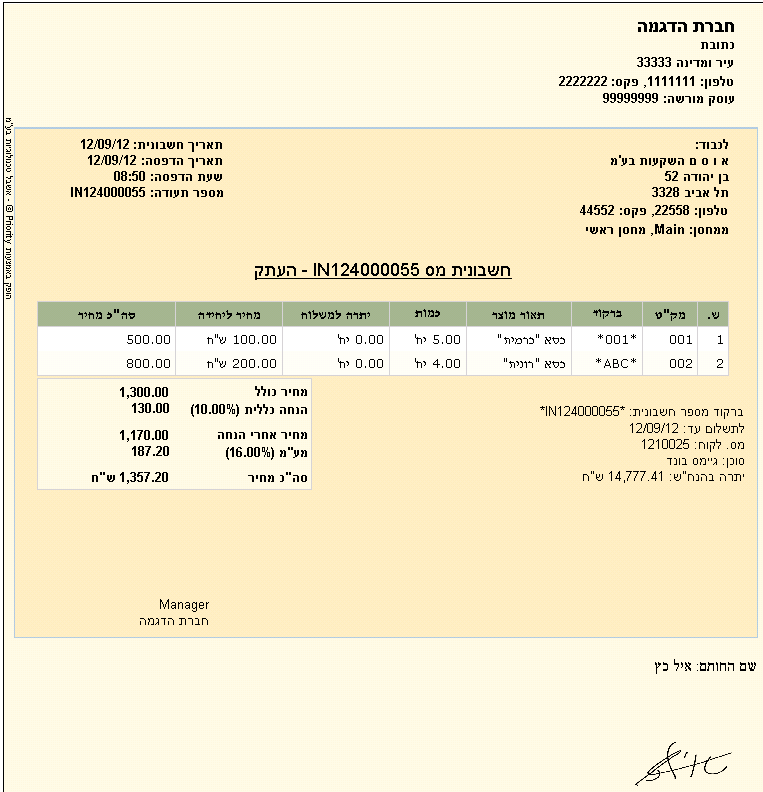 חברת הדגמה
כתובת
עיר ומדינה 33333
טלפון: 1111111, פקס: 2222222
עוסק מורשה: 99999999
לכבוד:
א ו ס ם השקעות בע'מ
בן יהודה 52
תל אביב 3328
טלפון: 22558, פקס: 44552
ממחסן: Main, מחסן ראשי
תאריך חשבונית: 12/09/12
תאריך הדפסה: 12/09/12
שעת הדפסה: 08:50
מספר תעודה: IN124000055
חשבונית מס IN124000055 - העתק
ש. מק"ט ברקוד תאור מוצר כמות יתרה למשלוח מחיר ליחידה סה"כ מחיר
1 001 *001* כסא "כרמית" 5.00 יח' 0.00 יח' 100.00 ש"ח 500.00
2 002 *ABC* כסא "רונית" 4.00 יח' 0.00 יח' 200.00 ש"ח 800.00
מחיר כולל 1,300.00
הנחה כללית (10.00%) 130.00
מחיר אחרי הנחה 1,170.00
מע"מ (16.00%) 187.20
סה"כ מחיר 1,357.20 ש"ח
ברקוד מספר חשבונית: *IN124000055*
לתשלום עד: 12/09/12
מס. לקוח: 1210025
סוכן: גיימס בונד
יתרה בהנח"ש: 14,777.41 ש"ח
Manager
חברת הדגמה
שם החותם: איל כץ
הופק באמצעות Priority ® - אשבל טכנולוגיות בע"מ